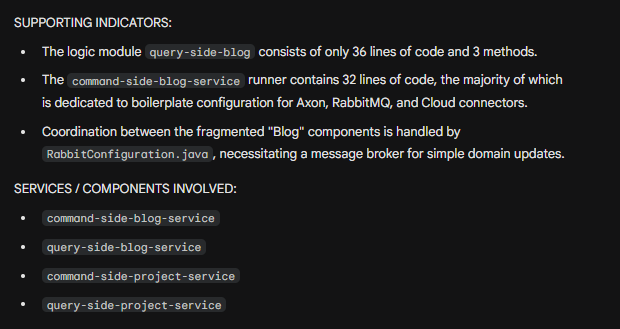 SUPPORTING INDICATORS:
• The logic module query-side-blog consists of only 36 lines of code and 3 methods.
• The command-side-blog-service runner contains 32 lines of code, the majority of which
is dedicated to boilerplate configuration for Axon, RabbitMQ, and Cloud connectors.
• Coordination between the fragmented "Blog" components is handled by
RabbitConfiguration.java, necessitating a message broker for simple domain updates.
SERVICES / COMPONENTS INVOLVED:
• command-side-blog-service
• query-side-blog-service
• command-side-project-service
• query-side-project-service